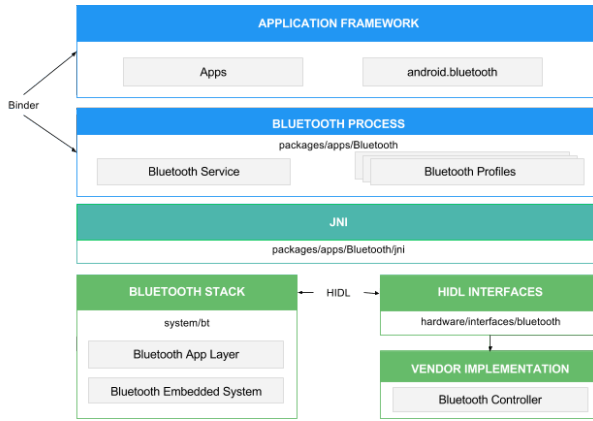 APPLICATION FRAMEWORK
Apps
android.bluetooth
Binder
BLUETOOTH PROCESS
packages/apps/Bluetooth
Bluetooth Service
Bluetooth Profiles
JNI
packages/apps/Bluetooth/jni
BLUETOOTH STACK
HIDL
HIDL INTERFACES
system/bt
hardware/interfaces/bluetooth
Bluetooth App Layer
Bluetooth Embedded System
VENDOR IMPLEMENTATION
Bluetooth Controller